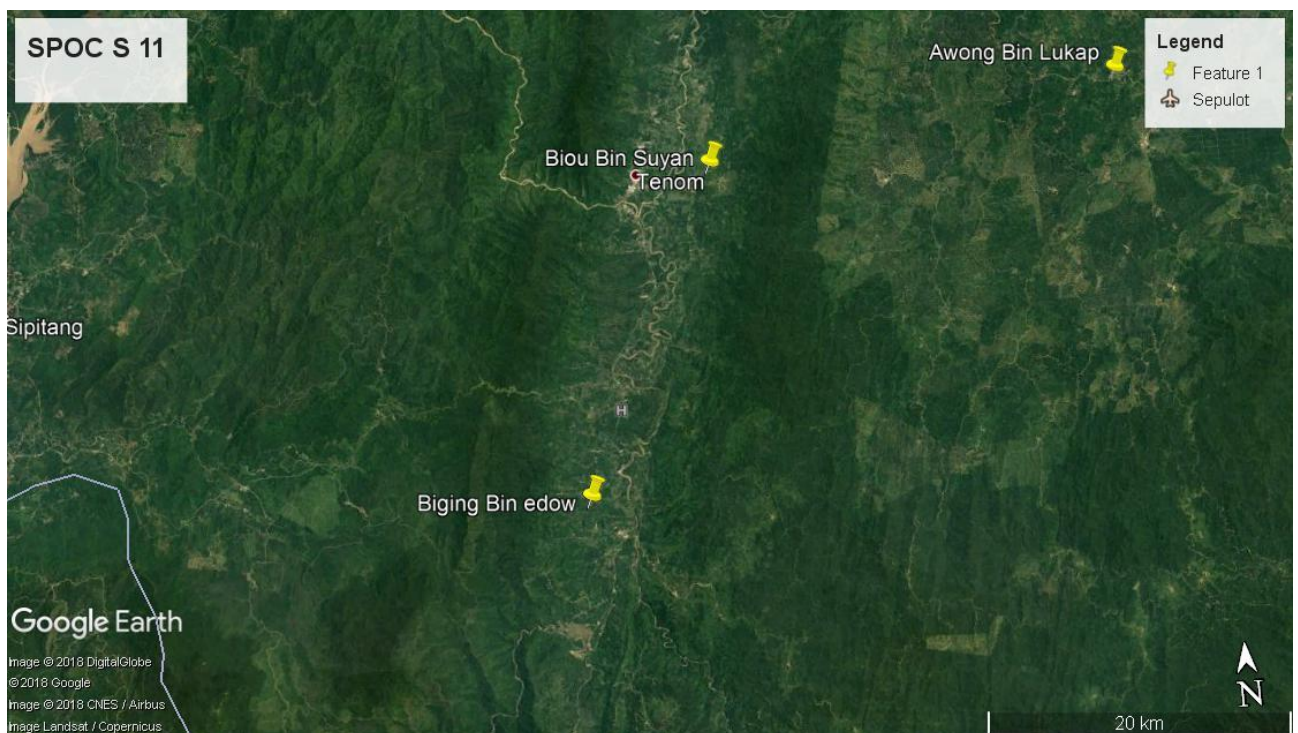 SPOC S 11
Awong Bin Lukap
Legend
Feature 1
Sepulot
Biou Bin Suyan
Tenom
Sipitang
H
Biging Bin edow
Google Earth
Image © 2018 DigitalGlobe
© 2018 Google
Image © 2018 CNES / Airbus
Image Landsat / Copernicus
N
20 km